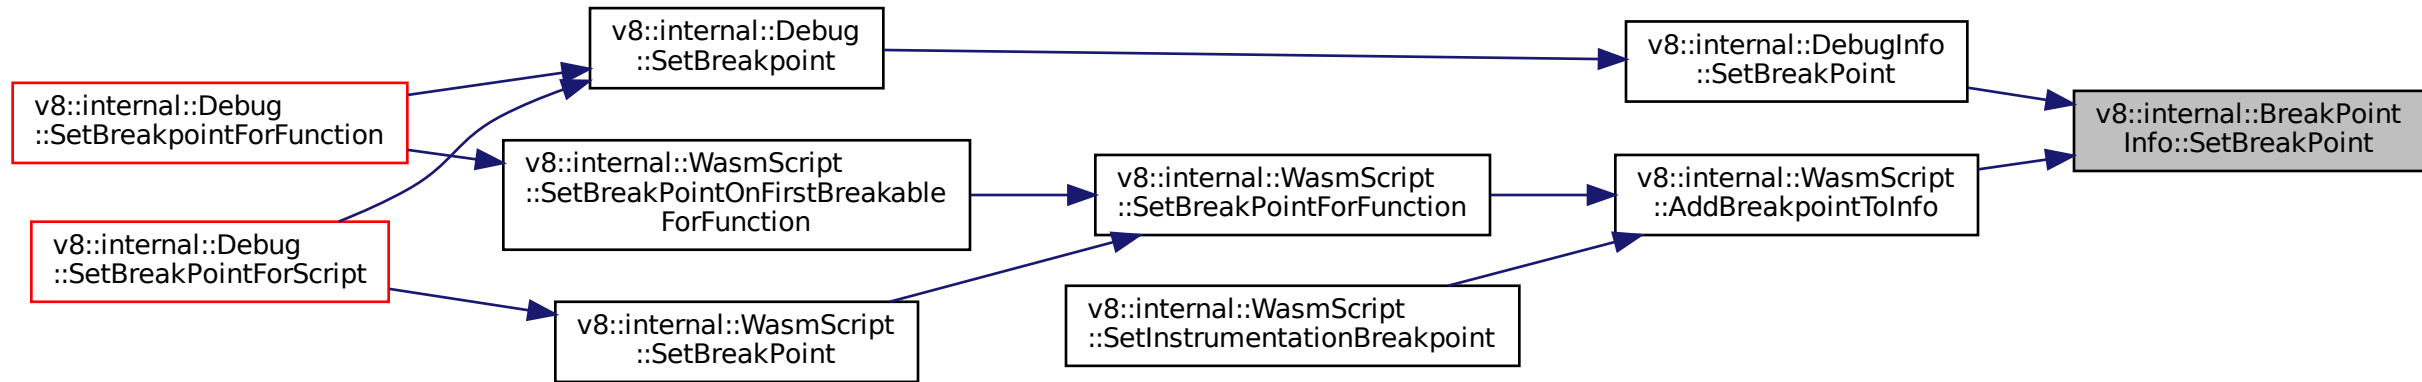 v8::internal::Debug
::SetBreakpoint
v8::internal::DebugInfo
::SetBreakPoint
v8::internal::Debug
::SetBreakpointForFunction
v8::internal::BreakPoint
Info::SetBreakPoint
v8::internal::WasmScript
::SetBreakPointOnFirstBreakable
ForFunction
v8::internal::WasmScript
::SetBreakPointForFunction
v8::internal::WasmScript
::AddBreakpointToInfo
v8::internal::Debug
::SetBreakPointForScript
v8::internal::WasmScript
::SetBreakPoint
v8::internal::WasmScript
::SetInstrumentationBreakpoint